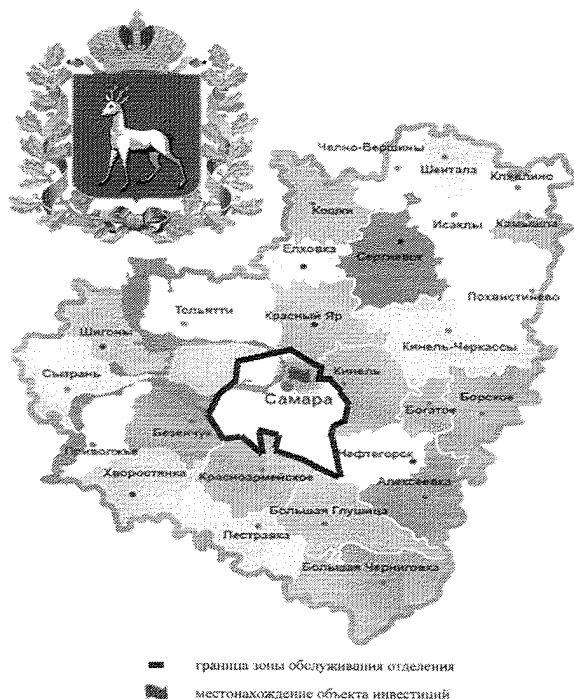 Челно-Вершины
Шентала
Клявлино
Кошки
Исаклы
Камышла
Елховка
Сергиевск
Похвистнево
Тольятти
Красный Яр
Шигоны
Кинель-Черкассы
Сызрань
Кинель
Самара
Богатое
Борское
Безенчук
Приволжье
Нефтегорск
Хворостянка
Красноармейское
Алексеевка
Большая Глушица
Пестравка
Большая Черниговка
граница зоны обслуживания отделения
местонахождение объекта инвестиций